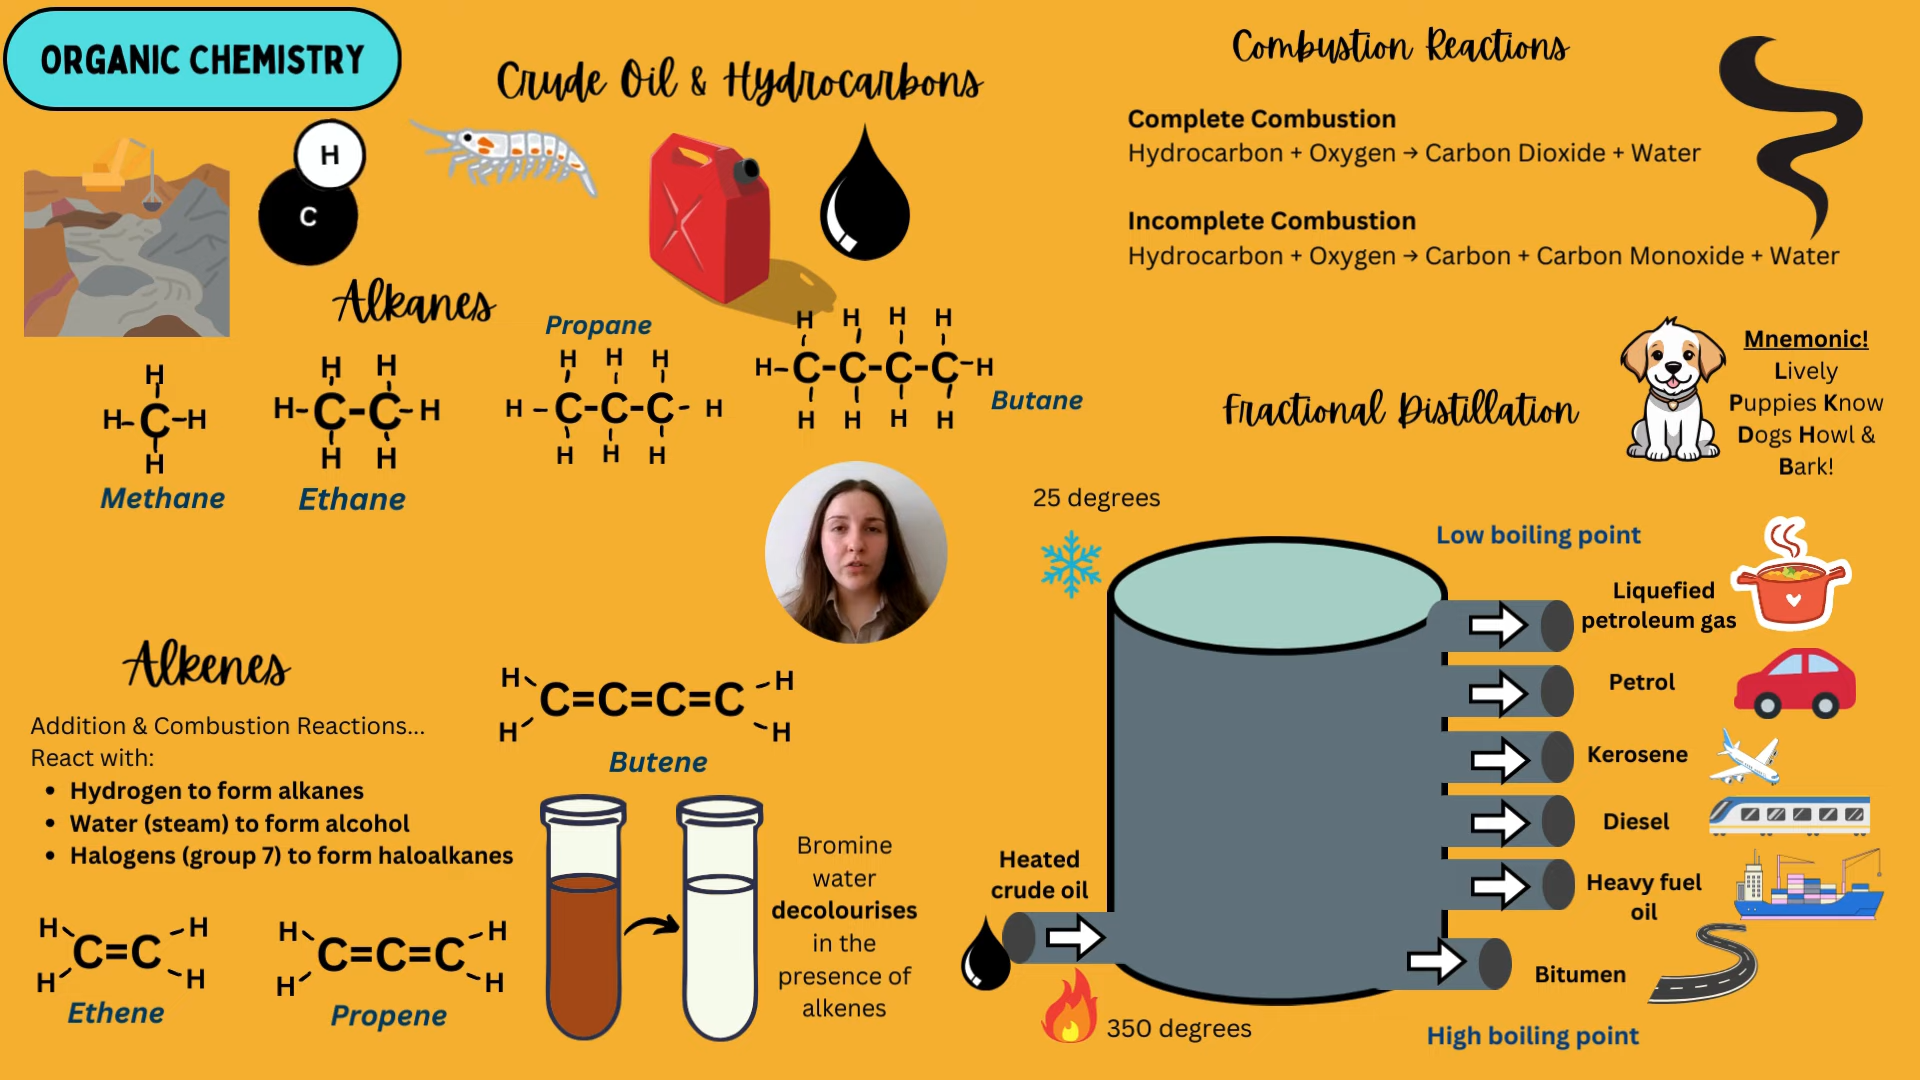 ORGANIC CHEMISTRY
Crude Oil & Hydrocarbons
H
C
Alkanes
H
H-C-H
H
Methane
H H
H-C-C-H
H H
Ethane
Propane
H H H
H-C-C-C-H
H H H
H H H H
H-C-C-C-C-H
H H H H
Butane
Alkenes
Addition & Combustion Reactions...
React with:
• Hydrogen to form alkanes
• Water (steam) to form alcohol
• Halogens (group 7) to form haloalkanes
H H
C=C
H H
Ethene
H H
C=C=C
H H
Propene
H H
C=C=C=C
H H
Butene
Bromine
water
decolourises
in the
presence of
alkenes
Combustion Reactions
Complete Combustion
Hydrocarbon + Oxygen → Carbon Dioxide + Water
Incomplete Combustion
Hydrocarbon + Oxygen → Carbon + Carbon Monoxide + Water
Fractional Distillation
Mnemonic!
Lively
Puppies Know
Dogs Howl &
Bark!
25 degrees
Low boiling point
Liquefied
petroleum gas
Petrol
Kerosene
Diesel
Heavy fuel
oil
Bitumen
High boiling point
Heated
crude oil
350 degrees